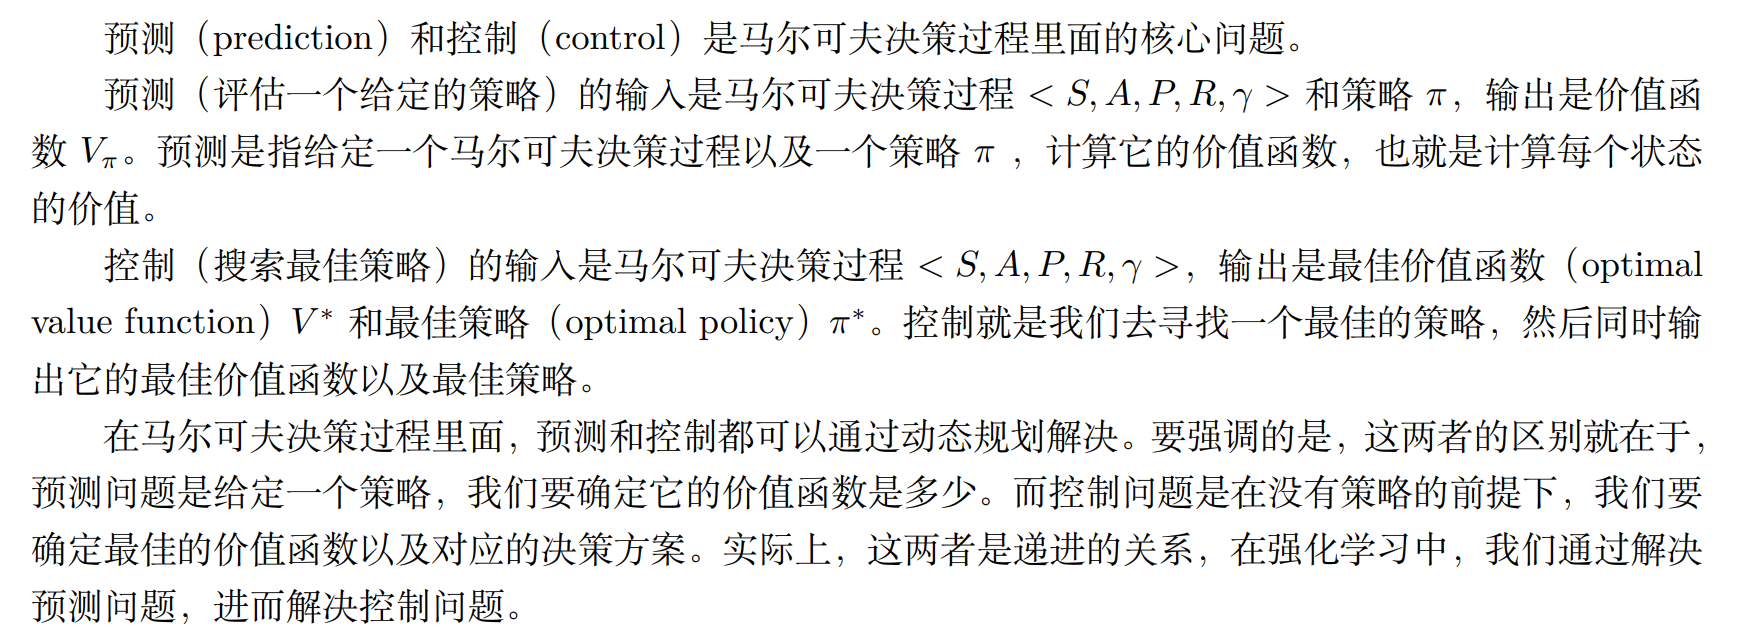 预测（prediction）和控制（control）是马尔可夫决策过程里面的核心问题。
预测（评估一个给定的策略）的输入是马尔可夫决策过程 < S, A, P, R, γ > 和策略 π，输出是价值函
数 Vπ。预测是指给定一个马尔可夫决策过程以及一个策略 π ，计算它的价值函数，也就是计算每个状态
的价值。
控制（搜索最佳策略）的输入是马尔可夫决策过程 < S, A, P, R, γ >，输出是最佳价值函数（optimal
value function）V* 和最佳策略（optimal policy）π*。控制就是我们去寻找一个最佳的策略，然后同时输
出它的最佳价值函数以及最佳策略。
在马尔可夫决策过程里面，预测和控制都可以通过动态规划解决。要强调的是，这两者的区别就在于，
预测问题是给定一个策略，我们要确定它的价值函数是多少。而控制问题是在没有策略的前提下，我们要
确定最佳的价值函数以及对应的决策方案。实际上，这两者是递进的关系，在强化学习中，我们通过解决
预测问题，进而解决控制问题。